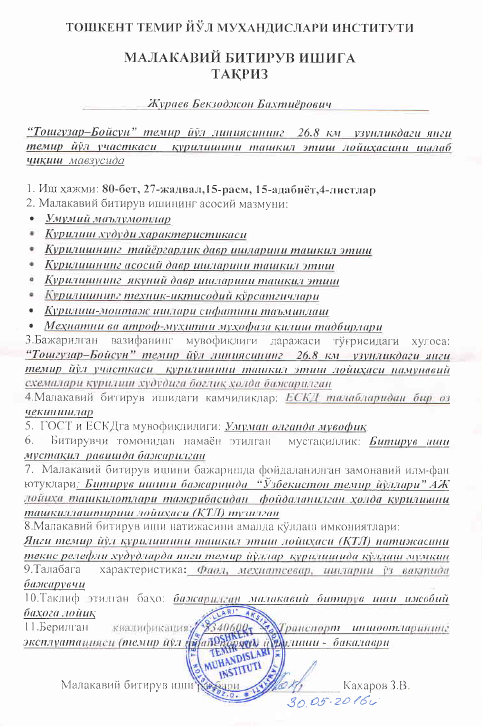 ТОШКЕНТ ТЕМИР ЙЎЛ МУХАНДИСЛАРИ ИНСТИТУТИ
МАЛАКАВИЙ БИТИРУВ ИШИГА
ТАҚРИЗ
Жураев Бекзоджон Бахтиёрович
“Тошгузар–Бойсун” темир йўл линиясининг 26.8 км узунликдаги янги
темир йўл участкаси қурилишини ташкил этиш лойиҳасини ишлаб
чиқиш мавзусида
1. Иш ҳажми: 80-бет, 27-жадвал,15-расм, 15-адабиёт,4-листлар
2. Малакавий битирув ишининг асосий мазмуни:
• Умумий маълумотлар
• Қурилиш худуди характеристикаси
• Қурилишнинг тайёргарлик давр ишларини ташкил этиш
• Қурилишнинг асосий давр ишларини ташкил этиш
• Қурилишнинг якуний давр ишларини ташкил этиш
• Қурилишнинг техник-иқтисодий кўрсатгичлари
• Қурилиш-монтаж ишлари сифатини таъминлаш
• Меҳнатни ва атроф-муҳитни муҳофаза қилиш тадбирлари
3.Бажарилган вазифанинг мувофиқлиги даражаси тўғрисидаги хулоса:
“Тошгузар–Бойсун” темир йўл линиясининг 26.8 км узунликдаги янги
темир йўл участкаси қурилишини ташкил этиш лойиҳаси намунавий
схемалари қурилиш худудига боғлиқ ҳолда бажарилган
4.Малакавий битирув ишидаги камчиликлар: ЕСКД талабларидан бир оз
чекинишлар
5. ГОСТ и ЕСКДга мувофиқлидиги: Умуман олганда мувофиқ
6. Битирувчи томонидан намаён этилган мустақиллик: Битирув иши
мустақил равишда бажарилган
7. Малакавий битирув ишини бажаришда фойдаланилган замонавий илм-фан
ютуқлари: Битирув ишини бажаришда “Ўзбекистон темир йўллари” АЖ
лойиҳа ташкилотлари тажрибасидан фойдаланилган ҳолда қурилишни
ташкиллаштириш лойиҳаси (ҚТЛ) тузилган
8.Малакавий битирув иши натижасини амалда қўллаш имкониятлари:
Янги темир йўл қурилишини ташкил этиш лойиҳаси (ҚТЛ) натижасини
текис релефли худудларда янги темир йўллар қурилишида қўллаш мумкин
9.Талабага характеристика: Фаол, меҳнатсевар, ишларни ўз вақтида
бажарувчи
10.Таклиф этилган баҳо: бажарилган малакавий битирув иши ижобий
баҳога лойиқ
11.Берилган квалификация: 5340600- Транспорт иншоотларининг
эксплуатацияси (темир йўл қурилиши - бакалаври
TOSHKENT
TEMIR YO'L
MUHANDISLARI
INSTITUTI
Малакавий битирув иши раҳбари Кахаров З.В.
30.05-2016й